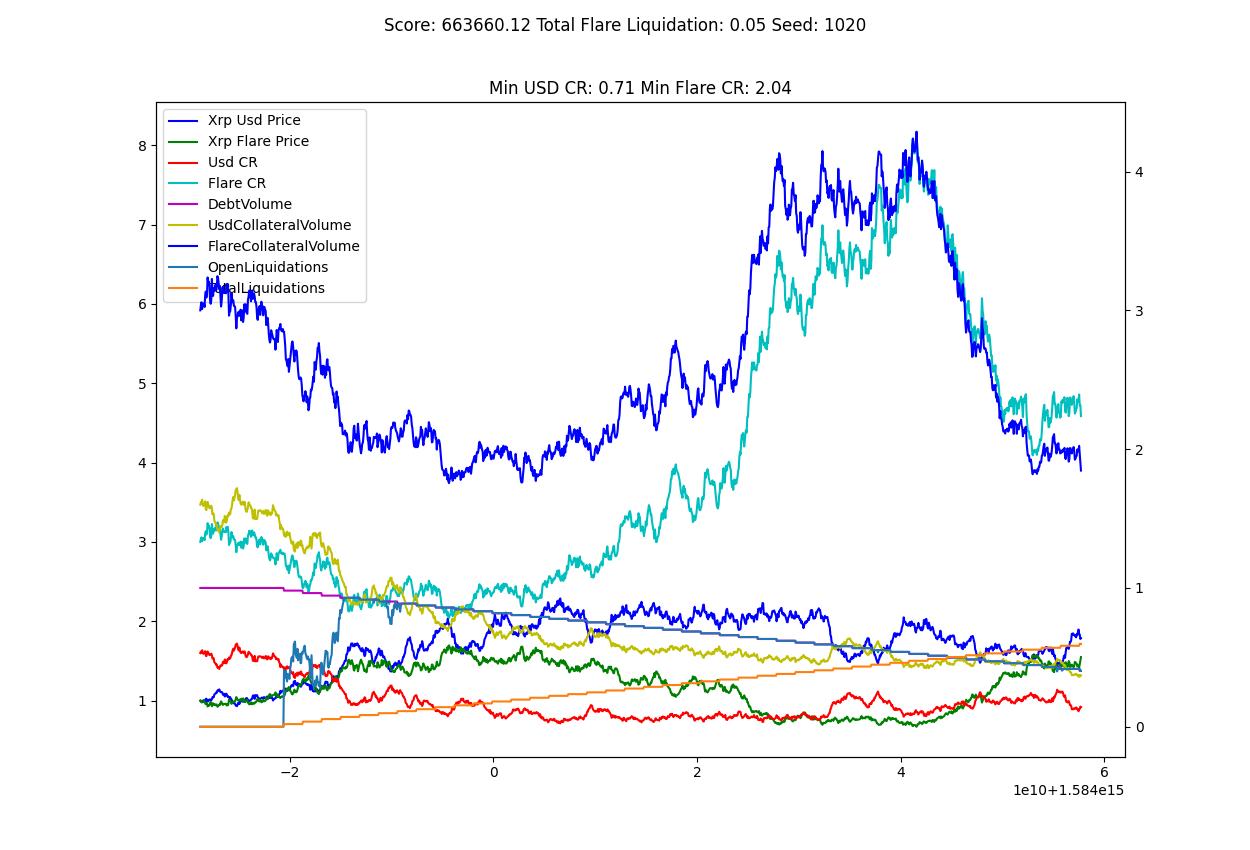 Score: 663660.12 Total Flare Liquidation: 0.05 Seed: 1020
Min USD CR: 0.71 Min Flare CR: 2.04
Xrp Usd Price
Xrp Flare Price
Usd CR
Flare CR
DebtVolume
UsdCollateralVolume
FlareCollateralVolume
OpenLiquidations
TotalLiquidations
8
7
6
5
4
3
2
1
4
3
2
1
0
−2
0
2
4
6
1e10+1.584e15